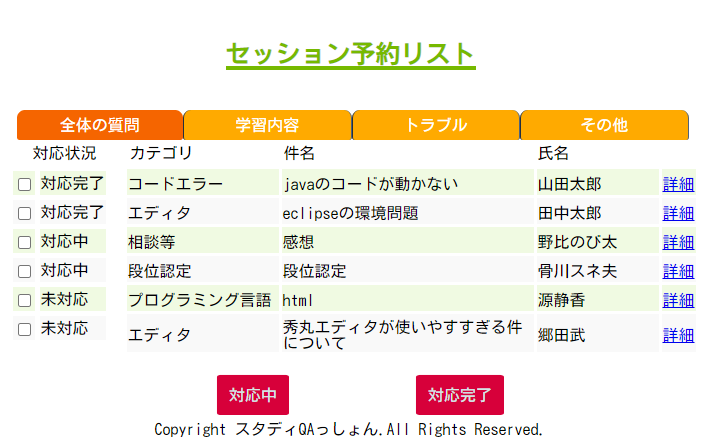 セッション予約リスト
全体の質問 学習内容 トラブル その他
対応状況 カテゴリ 件名 氏名
対応完了 コードエラー javaのコードが動かない 山田太郎 詳細
対応完了 エディタ eclipseの環境問題 田中太郎 詳細
対応中 相談等 感想 野比のび太 詳細
対応中 段位認定 段位認定 骨川スネ夫 詳細
未対応 プログラミング言語 html 源静香 詳細
未対応 エディタ 秀丸エディタが使いやすすぎる件 郷田武 詳細
について
対応中 対応完了
Copyright スタディQAっしょん.All Rights Reserved.